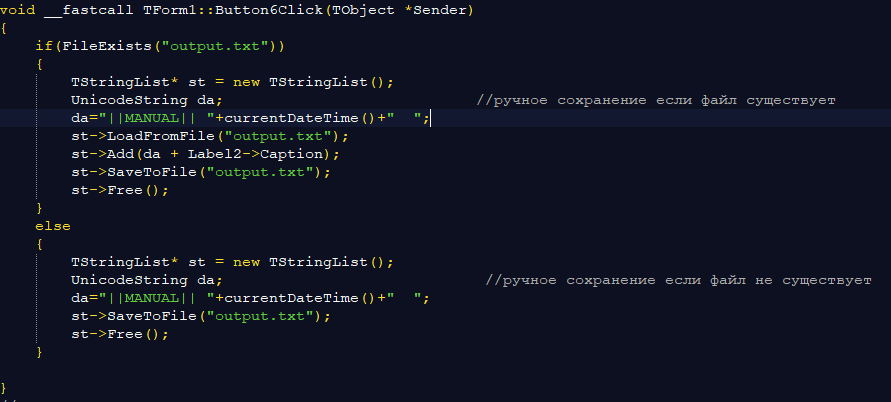 void __fastcall TForm1::Button6Click(TObject *Sender)
{
if(FileExists("output.txt"))
{
TStringList* st = new TStringList();
UnicodeString da; //ручное сохранение если файл существует
da="||MANUAL|| "+currentDateTime()+"  ";
st->LoadFromFile("output.txt");
st->Add(da + Label2->Caption);
st->SaveToFile("output.txt");
st->Free();
}
else
{
TStringList* st = new TStringList();
UnicodeString da; //ручное сохранение если файл не существует
da="||MANUAL|| "+currentDateTime()+"  ";
st->SaveToFile("output.txt");
st->Free();
}
}